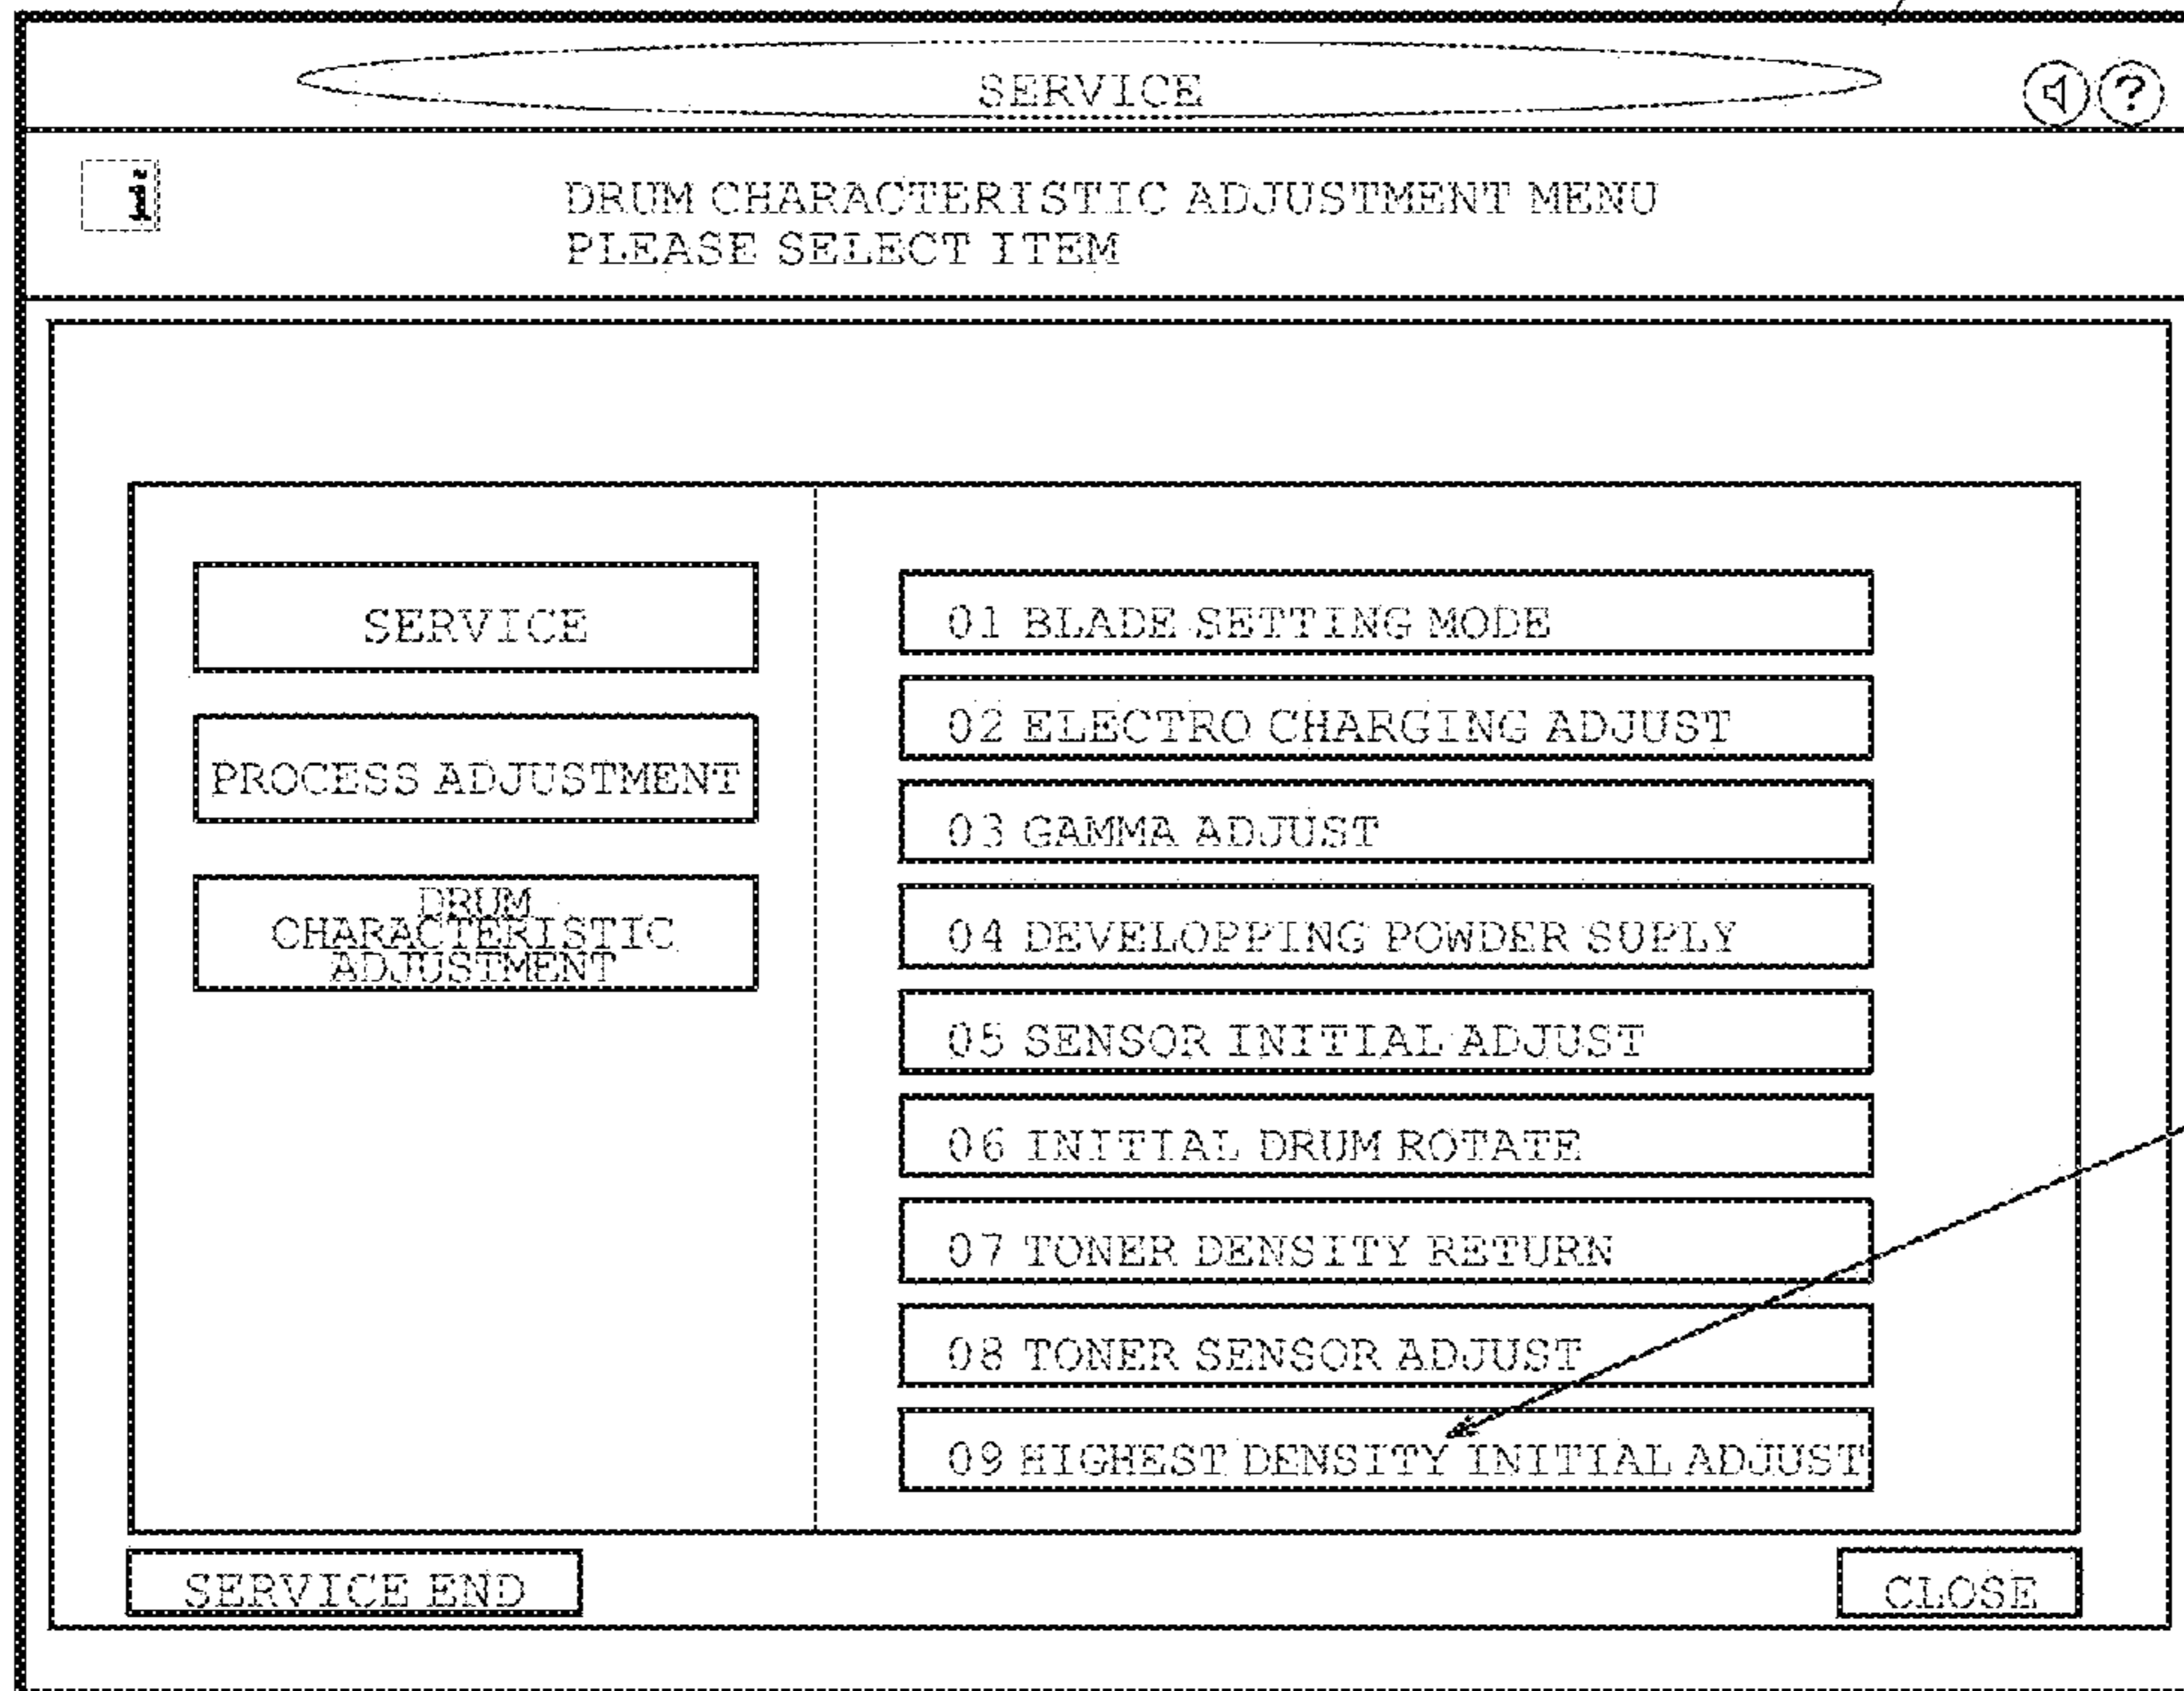 SERVICE
?
i
DRUM CHARACTERISTIC ADJUSTMENT MENU
PLEASE SELECT ITEM
SERVICE
PROCESS ADJUSTMENT
DRUM
CHARACTERISTIC
ADJUSTMENT
01 BLADE SETTING MODE
02 ELECTRO CHARGING ADJUST
03 GAMMA ADJUST
04 DEVELOPPING POWDER SUPLY
05 SENSOR INITIAL ADJUST
06 INITIAL DRUM ROTATE
07 TONER DENSITY RETURN
08 TONER SENSOR ADJUST
09 HIGHEST DENSITY INITIAL ADJUST
SERVICE END
CLOSE